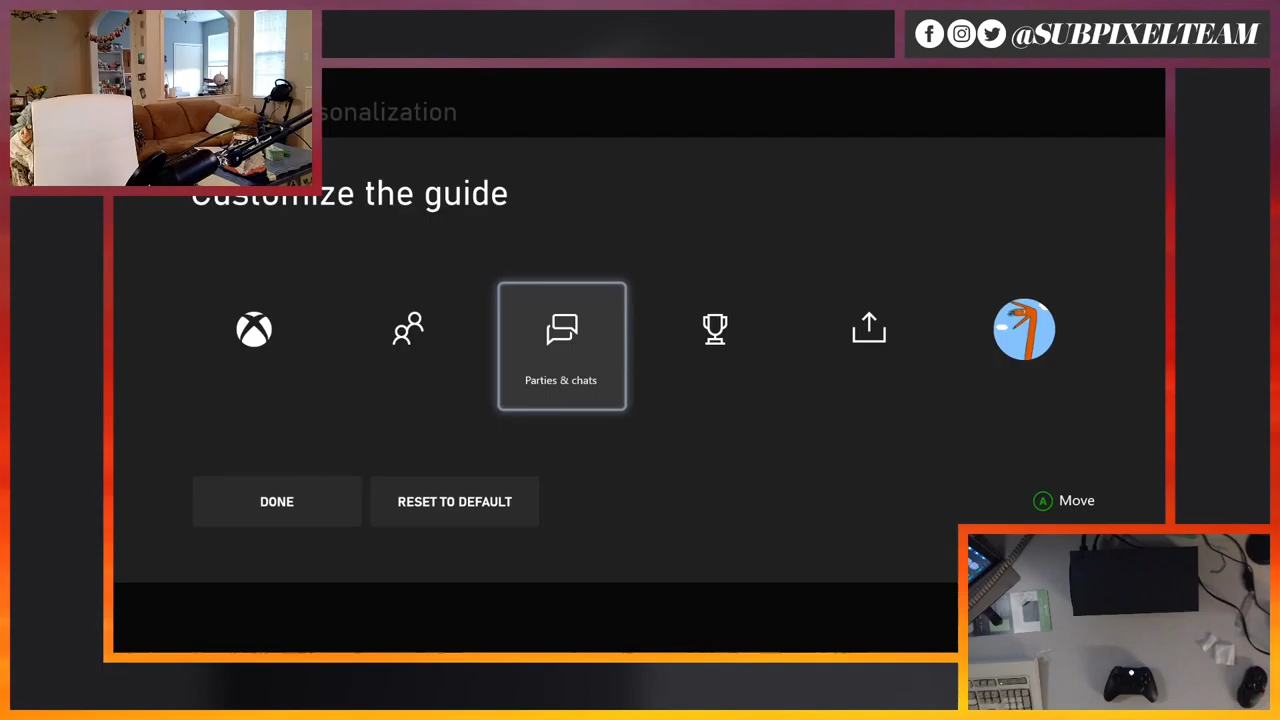 @SUBPIXELTEAM
sonalization
Customize the guide
Parties & chats
DONE
RESET TO DEFAULT
A Move